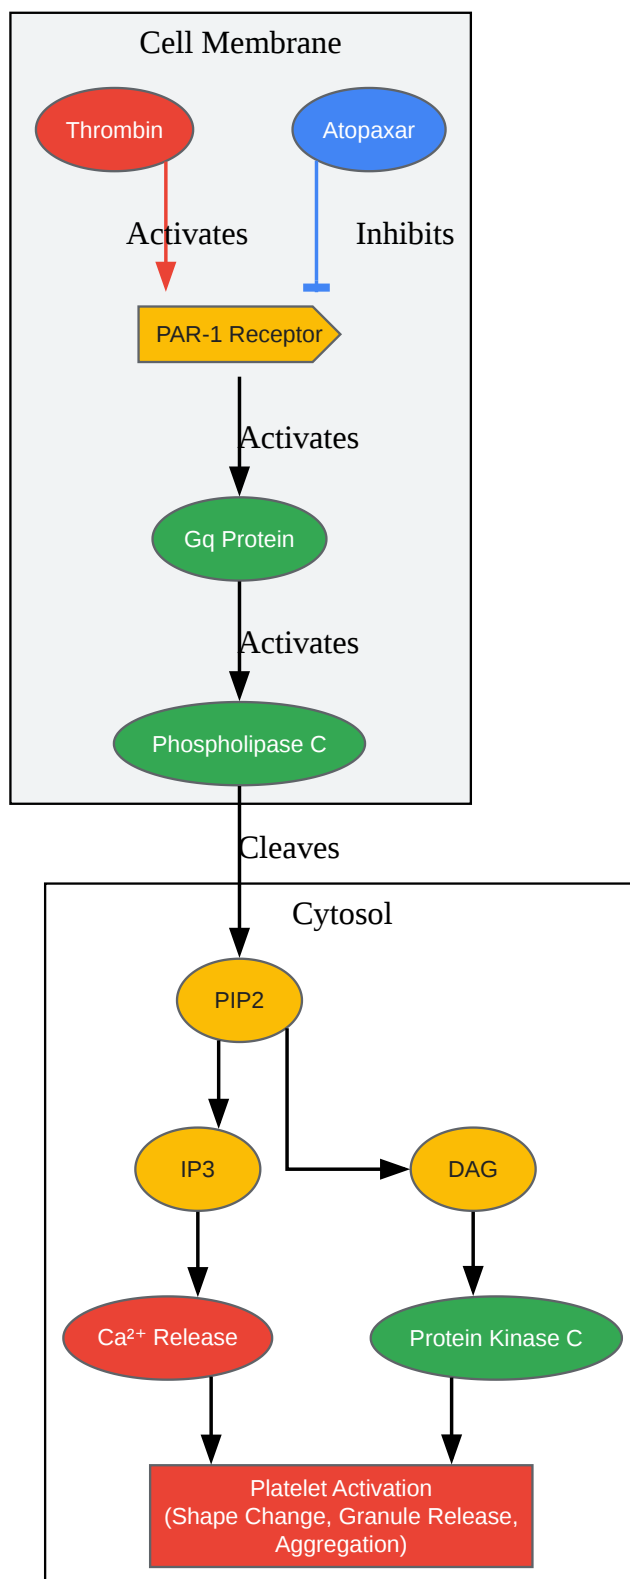 Cell Membrane
Thrombin
Atopaxar
Activates
Inhibits
PAR-1 Receptor
Activates
Gq Protein
Activates
Phospholipase C
Cleaves
Cytosol
PIP2
IP3
DAG
Ca²⁺ Release
Protein Kinase C
Platelet Activation
(Shape Change, Granule Release,
Aggregation)